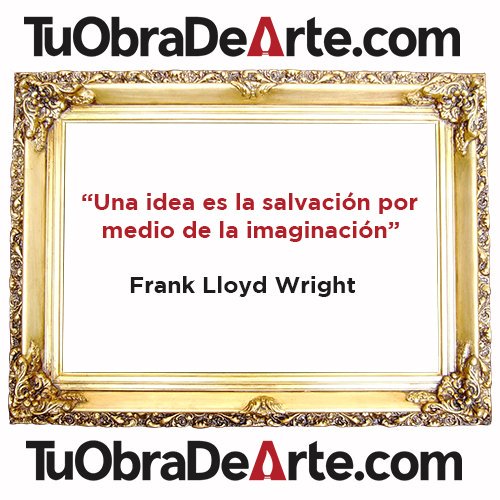 TuObraDeArte.com
“Una idea es la salvación por
medio de la imaginación”
Frank Lloyd Wright
TuObraDeArte.com